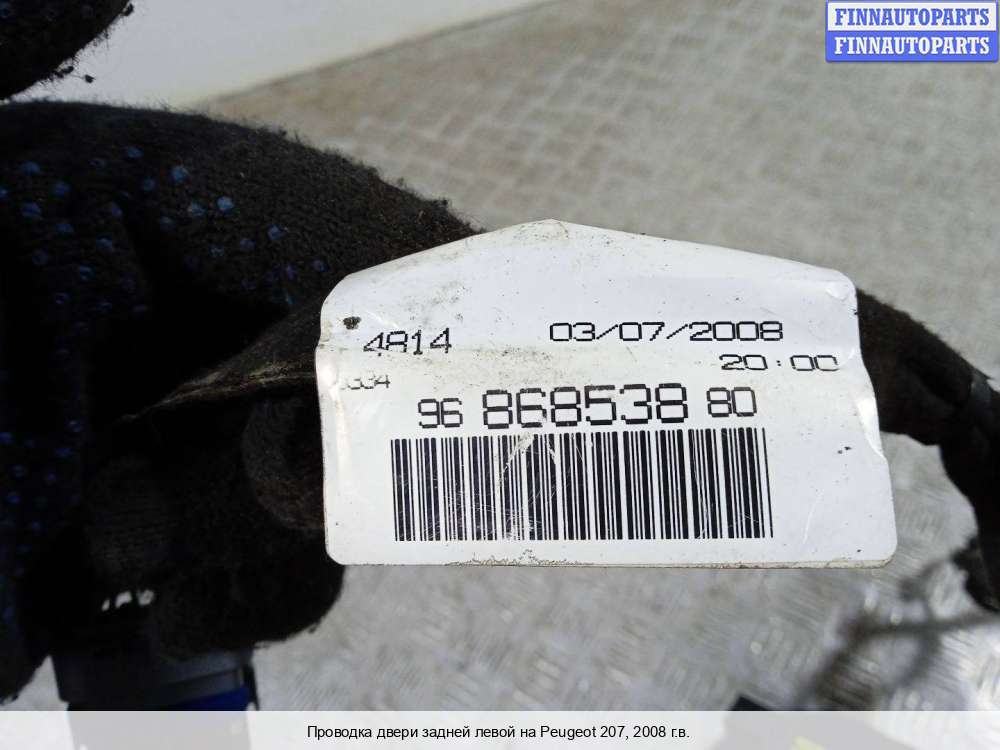 FINNAUTOPARTS
FINNAUTOPARTS
4814 03/07/2008
20:00
96 868538 80
Проводка двери задней левой на Peugeot 207, 2008 г.в.